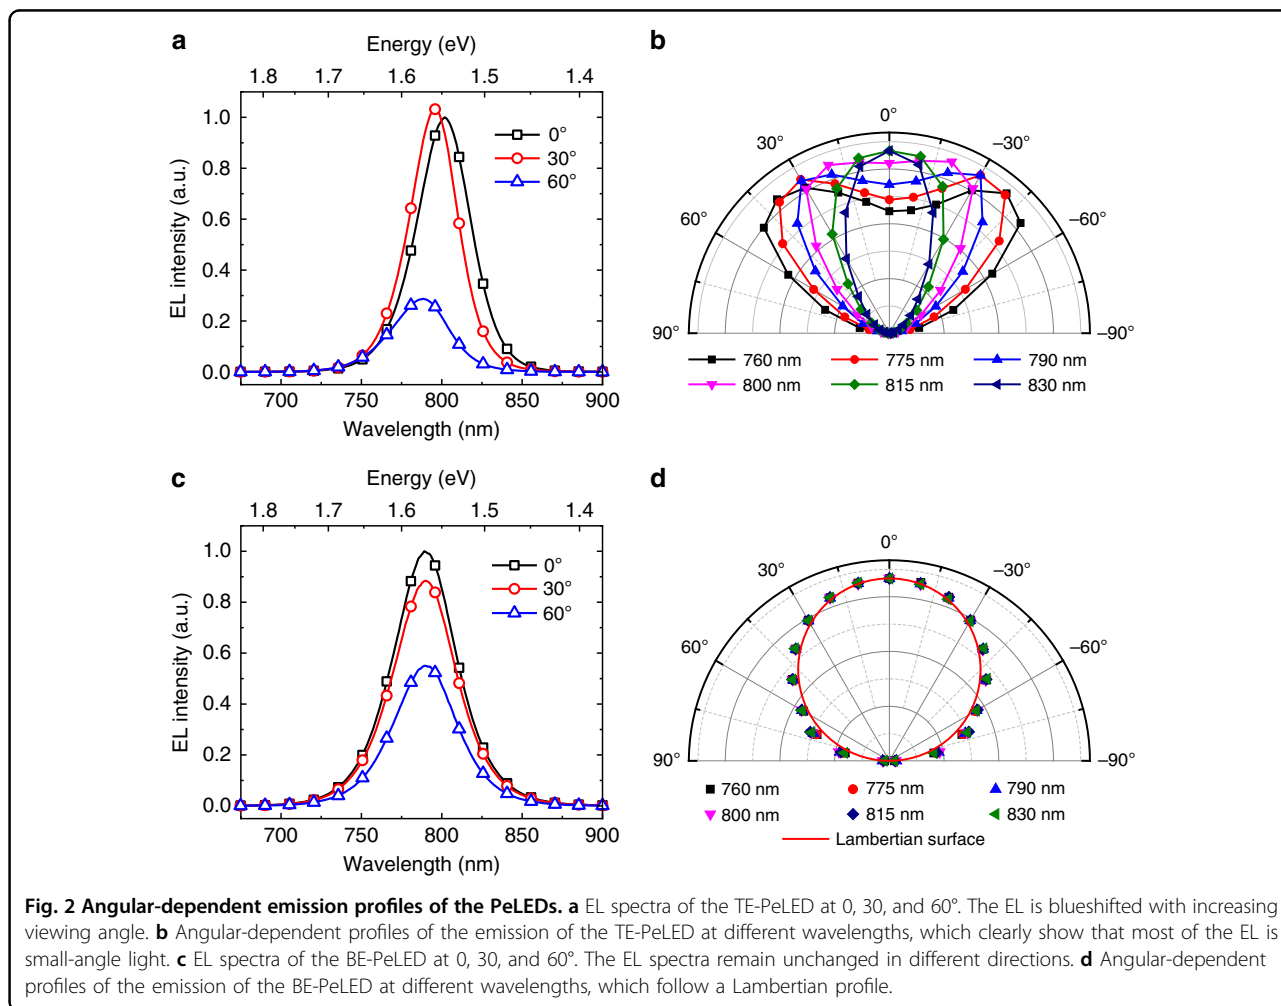 a
Energy (eV)
1.8 1.7 1.6 1.5 1.4
EL intensity (a.u.)
1.0
0.8
0.6
0.4
0.2
0.0
0°
30°
60°
700 750 800 850 900
Wavelength (nm)
b
0°
30° –30°
60° –60°
90° –90°
760 nm 775 nm 790 nm
800 nm 815 nm 830 nm
c
Energy (eV)
1.8 1.7 1.6 1.5 1.4
EL intensity (a.u.)
1.0
0.8
0.6
0.4
0.2
0.0
0°
30°
60°
700 750 800 850 900
Wavelength (nm)
d
0°
30° –30°
60° –60°
90° –90°
760 nm 775 nm 790 nm
800 nm 815 nm 830 nm
Lambertian surface
Fig. 2 Angular-dependent emission profiles of the PeLEDs. a EL spectra of the TE-PeLED at 0, 30, and 60°. The EL is blueshifted with increasing
viewing angle. b Angular-dependent profiles of the emission of the TE-PeLED at different wavelengths, which clearly show that most of the EL is
small-angle light. c EL spectra of the BE-PeLED at 0, 30, and 60°. The EL spectra remain unchanged in different directions. d Angular-dependent
profiles of the emission of the BE-PeLED at different wavelengths, which follow a Lambertian profile.